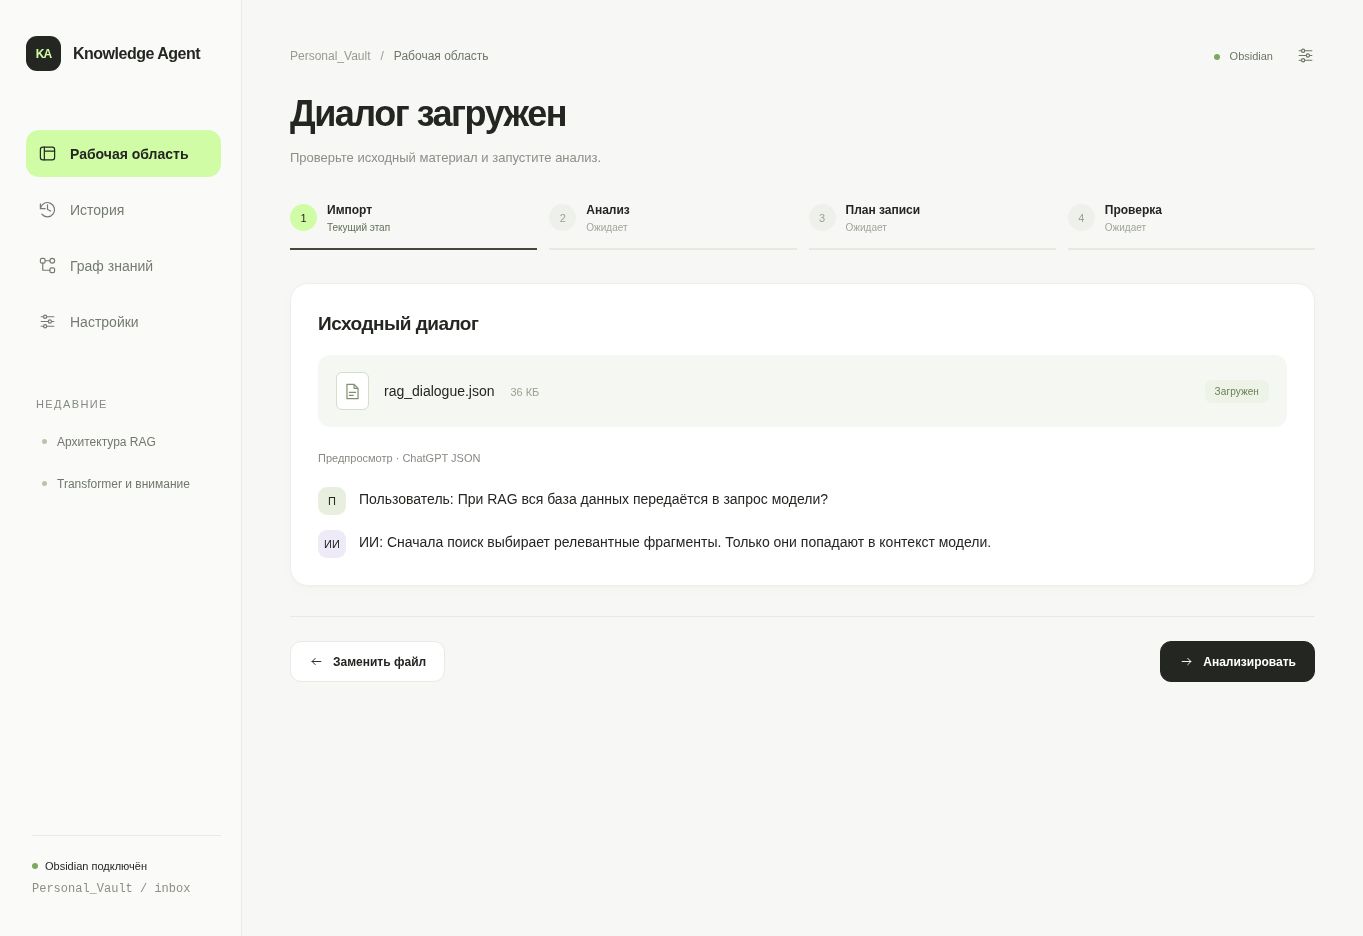 KA
Knowledge Agent
Рабочая область
История
Граф знаний
Настройки
НЕДАВНИЕ
Архитектура RAG
Transformer и внимание
Obsidian подключён
Personal_Vault / inbox
Personal_Vault / Рабочая область
Obsidian
Диалог загружен
Проверьте исходный материал и запустите анализ.
1
Импорт
Текущий этап
2
Анализ
Ожидает
3
План записи
Ожидает
4
Проверка
Ожидает
Исходный диалог
rag_dialogue.json 36 КБ
Загружен
Предпросмотр · ChatGPT JSON
П
Пользователь: При RAG вся база данных передаётся в запрос модели?
ИИ
ИИ: Сначала поиск выбирает релевантные фрагменты. Только они попадают в контекст модели.
← Заменить файл
→ Анализировать